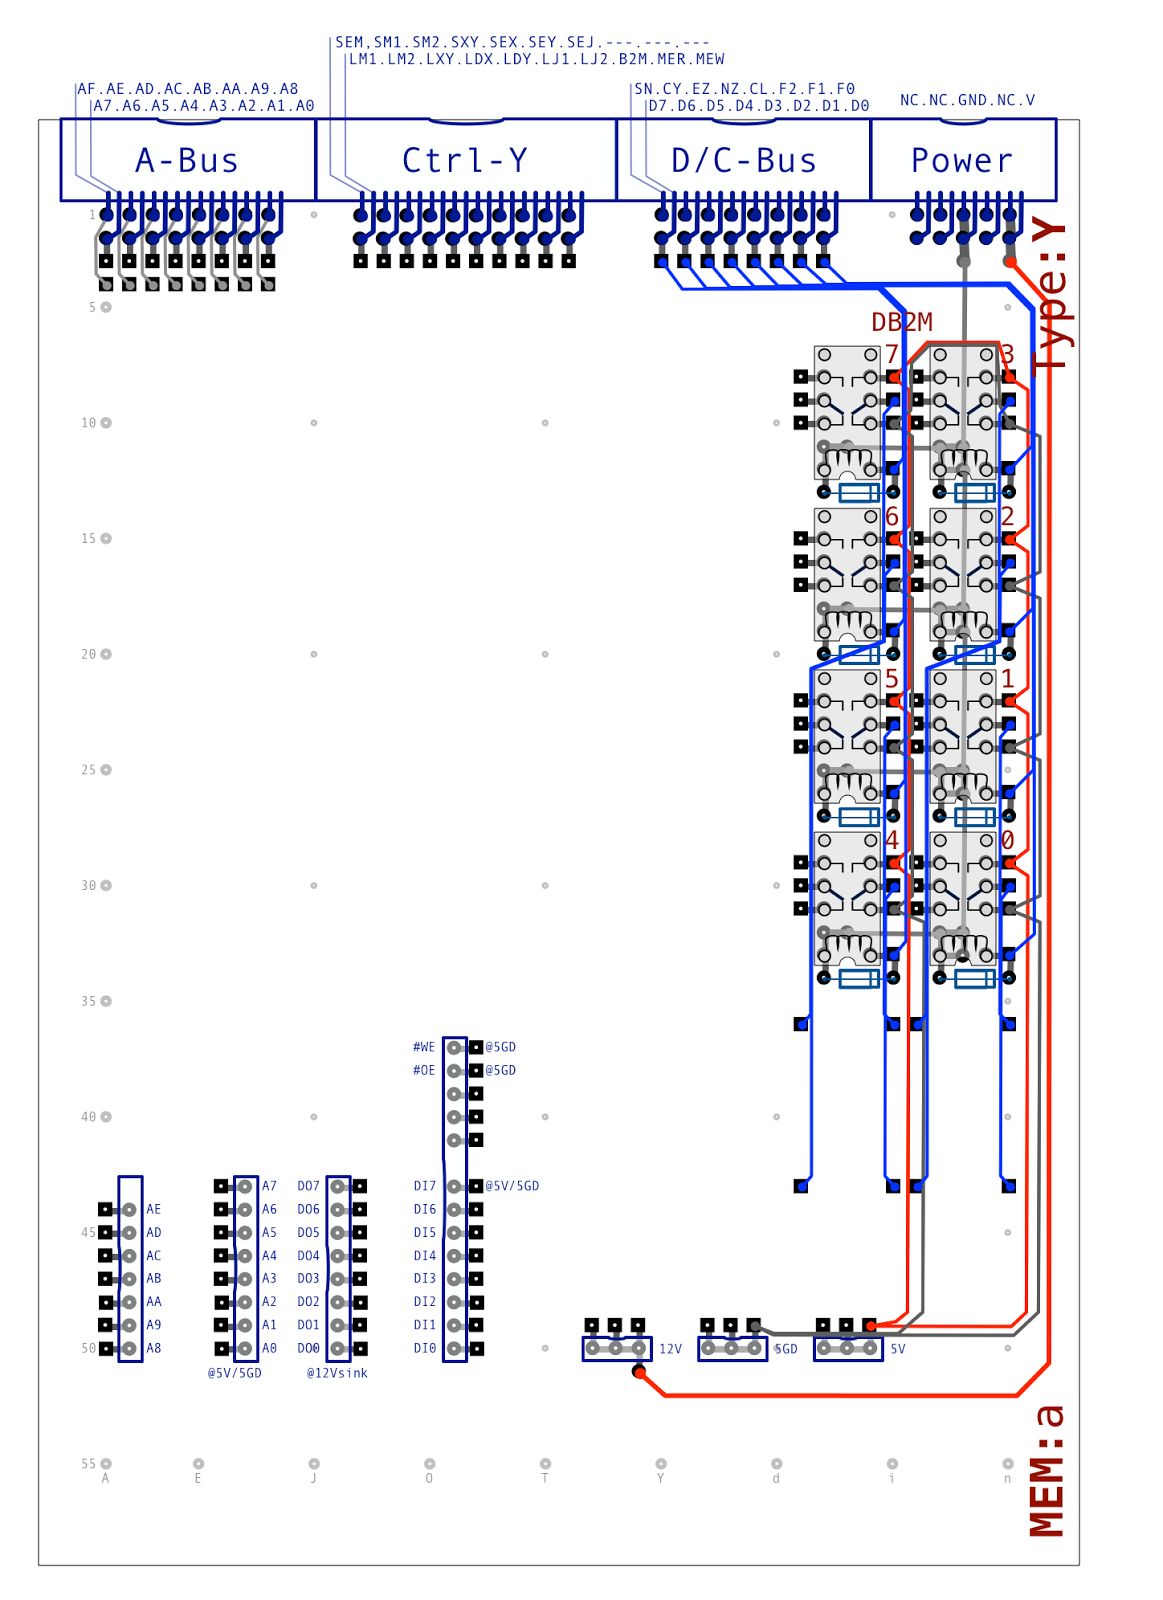 SEM,SM1.SM2.SXY.SEX.SEY.SEJ.---.---.---
LM1.LM2.LXY.LDX.LDY.LJ1.LJ2.B2M.MER.MEW
AF.AE.AD.AC.AB.AA.A9.A8
A7.A6.A5.A4.A3.A2.A1.A0
SN.CY.EZ.NZ.CL.F2.F1.F0
D7.D6.D5.D4.D3.D2.D1.D0
NC.NC.GND.NC.V
A-Bus
Ctrl-Y
D/C-Bus
Power
1
Type:Y
5
DB2M
7
3
10
6
2
15
20
5
1
25
4
0
30
35
#WE
@5GD
#OE
@5GD
40
A7
DO7
DI7
@5V/5GD
AE
A6
DO6
DI6
45
AD
A5
DO5
DI5
AC
A4
DO4
DI4
AB
A3
DO3
DI3
AA
A2
DO2
DI2
A9
A1
DO1
DI1
50
A8
A0
DO0
DI0
12V
5GD
5V
@5V/5GD
@12Vsink
MEM:a
55
A
E
J
O
T
Y
d
i
n